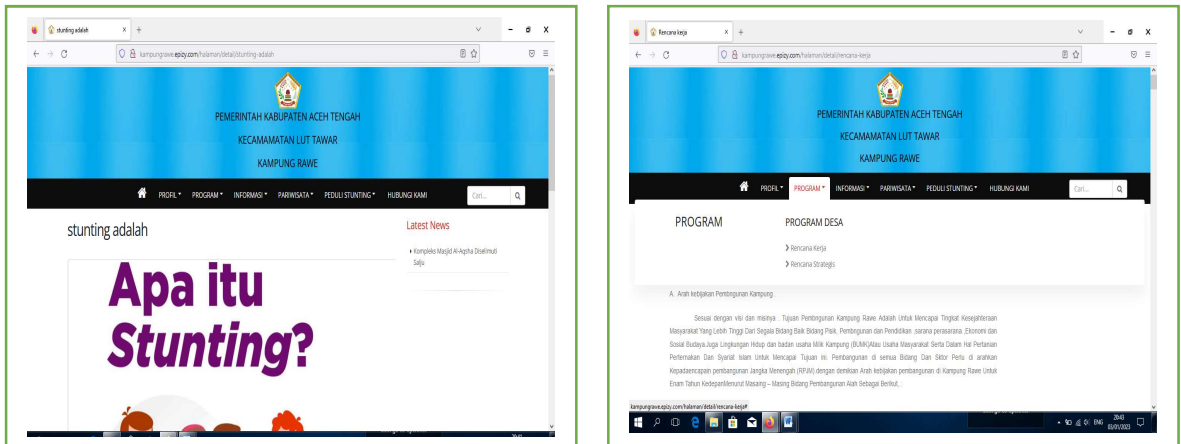 stunting adalah
kampungrawe.epizy.com/halaman/detail/stunting-adalah
PEMERINTAH KABUPATEN ACEH TENGAH
KECAMAMATAN LUT TAWAR
KAMPUNG RAWE
PROFIL PROGRAM INFORMASI PARIWISATA PEDULI STUNTING HUBUNGI KAMI Cari...
stunting adalah
Latest News
Kompleks Masjid Al-Aqsha Diselimuti
Salju
Apa itu
Stunting?
Rencana kerja
kampungrawe.epizy.com/halaman/detail/rencana-kerja
PEMERINTAH KABUPATEN ACEH TENGAH
KECAMAMATAN LUT TAWAR
KAMPUNG RAWE
PROFIL PROGRAM INFORMASI PARIWISATA PEDULI STUNTING HUBUNGI KAMI Cari...
PROGRAM
PROGRAM DESA
Rencana Kerja
Rencana Strategis
A. Arah kebijakan Pembngunan Kampung
Sesuai dengan visi dan misinya . Tujuan Pembngunan Kampung Rawe Adalah Untuk Mencapai Tingkat Kesejahteraan
Masyarakat Yang Lebih Tinggi Dari Segala Bidang Baik Bidang Pisik, Pembngunan dan Pendidikan ,sarana perasarana ,Ekonomi dan
Sosial Budaya.Juga Lingkungan Hidup dan badan usaha Milik Kampung (BUMK)Atau Usaha Masyarakat Serta Dalam Hal Pertanian
Perternakan Dan Syariat Islam Untuk Mencapai Tujuan ini. Pembangunan di semua Bidang Dan Sktor Perlu di arahkan
Kepadaencapain pembangunan Jangka Menengah (RPJM).dengan demikian Arah kebijakan pembangunan di Kampung Rawe Untuk
Enam Tahun KedepanMenurut Masaing – Masing Bidang Pembangunan Alah Sebagai Berikut,:
kampungrawe.epizy.com/halaman/detail/rencana-kerja#
ENG
20:43
03/01/2023